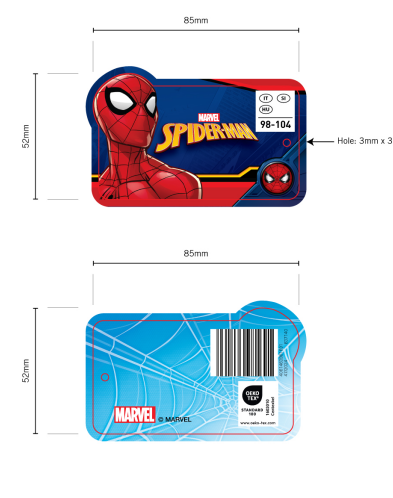 85mm
52mm
IT SI
HU
98-104
MARVEL
SPIDER-MAN
Hole: 3mm x 3
85mm
52mm
OEKO
TEX®
STANDARD
100
www.oeko-tex.com
MARVEL © MARVEL